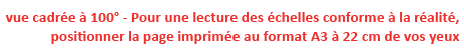 vue cadrée à 100° - Pour une lecture des échelles conforme à la réalité,
positionner la page imprimée au format A3 à 22 cm de vos yeux